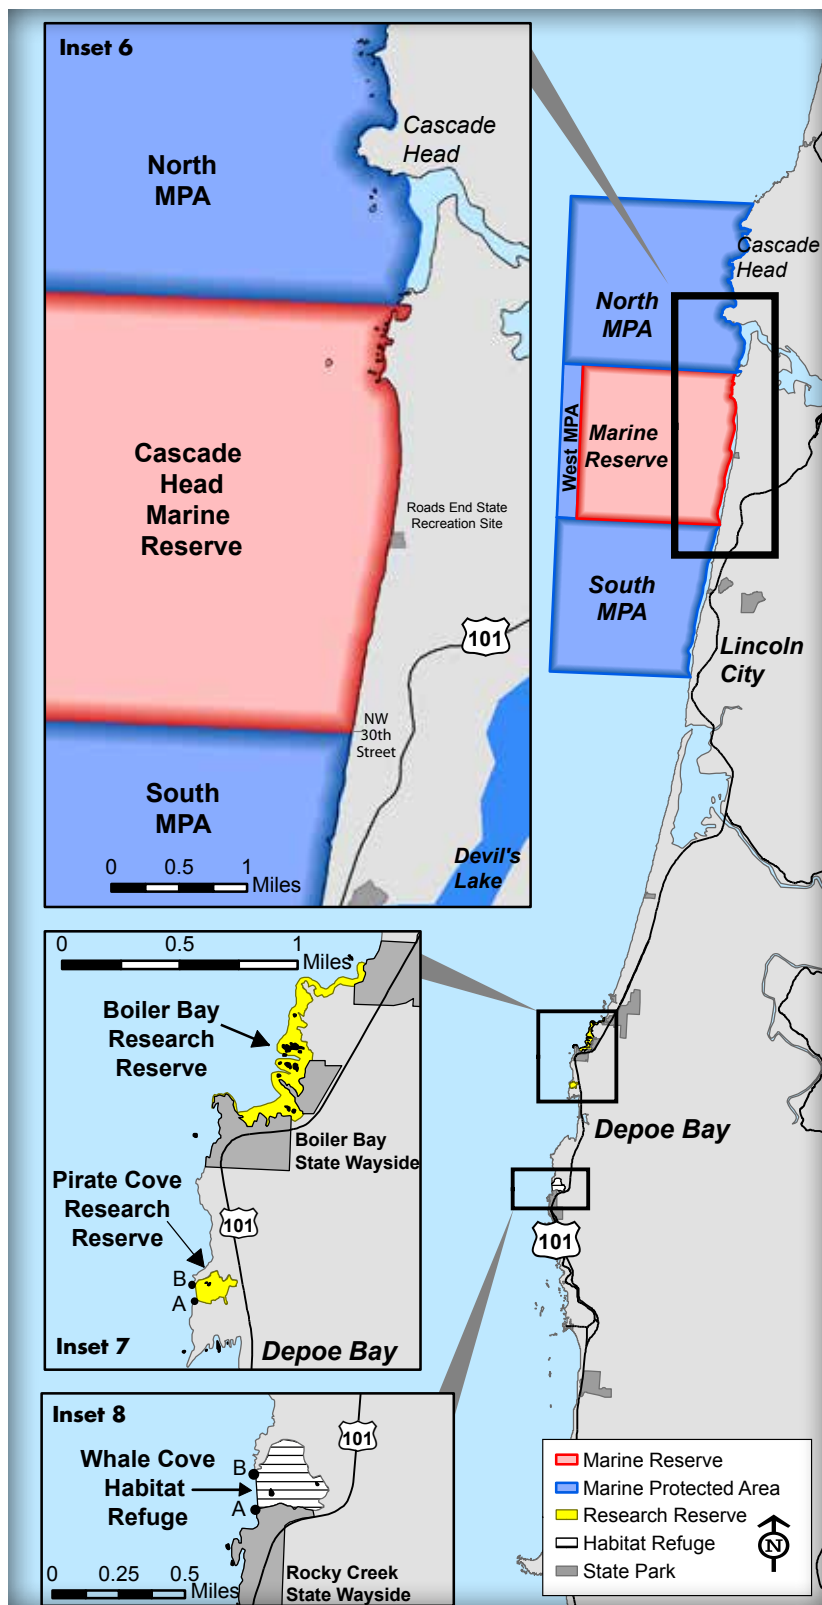 Inset 6
Cascade
Head
North
MPA
Cascade
Head
Marine
Reserve
Roads End State
Recreation Site
101
NW
30th
Street
South
MPA
0 0.5 1
Miles
Devil's
Lake
Cascade
Head
North
MPA
West MPA
Marine
Reserve
South
MPA
Lincoln
City
Depoe Bay
101
0 0.5 1
Miles
Boiler Bay
Research
Reserve
Boiler Bay
State Wayside
Pirate Cove
Research
Reserve
101
B
A
Inset 7
Depoe Bay
Inset 8
101
Whale Cove
Habitat
Refuge
B
A
0 0.25 0.5
Miles
Rocky Creek
State Wayside
Marine Reserve
Marine Protected Area
Research Reserve
Habitat Refuge
State Park
N